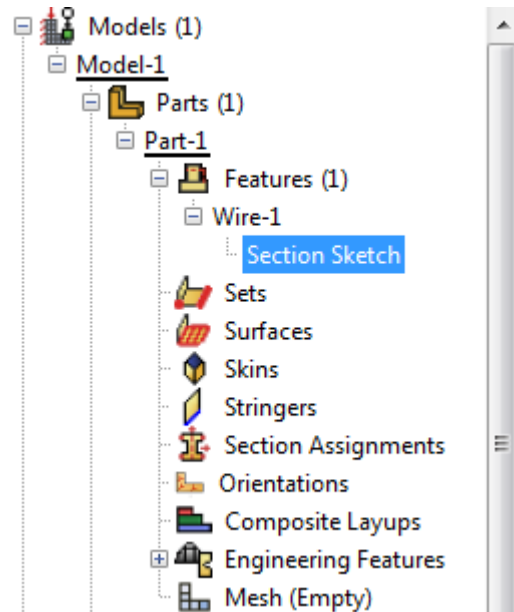 Models (1)
Model-1
Parts (1)
Part-1
Features (1)
Wire-1
Section Sketch
Sets
Surfaces
Skins
Stringers
Section Assignments
Orientations
Composite Layups
Engineering Features
Mesh (Empty)